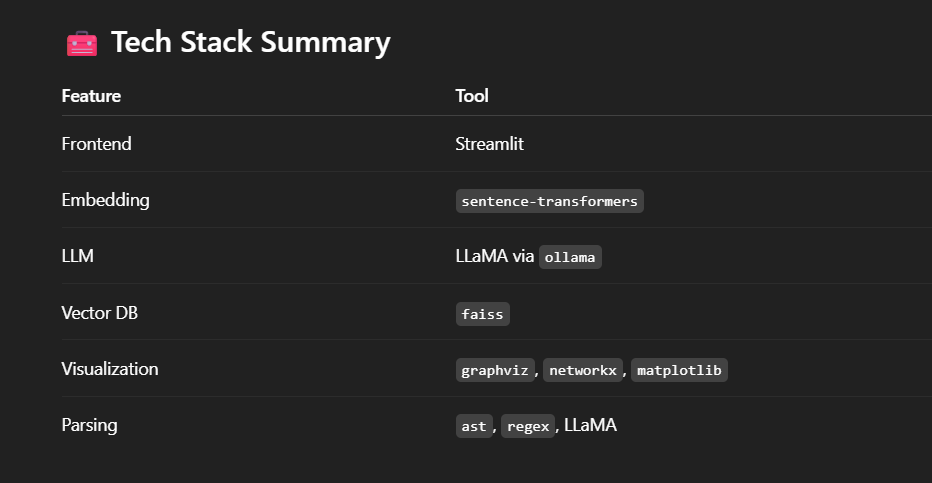 Tech Stack Summary
Feature Tool
Frontend Streamlit
Embedding sentence-transformers
LLM LLaMA via ollama
Vector DB faiss
Visualization graphviz, networkx, matplotlib
Parsing ast, regex, LLaMA